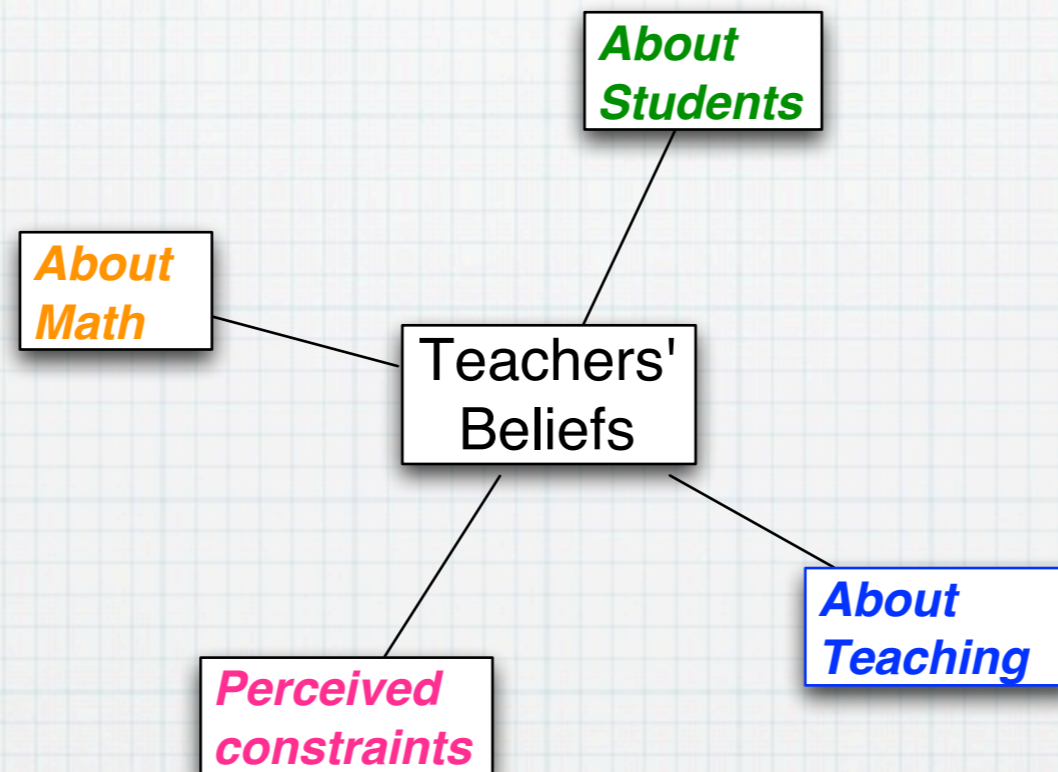 About
Students
About
Math
Teachers'
Beliefs
About
Teaching
Perceived
constraints